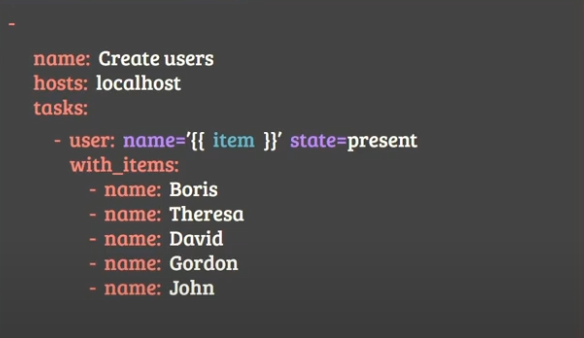 -
name: Create users
hosts: localhost
tasks:
- user: name='{{ item }}' state=present
with_items:
- name: Boris
- name: Theresa
- name: David
- name: Gordon
- name: John